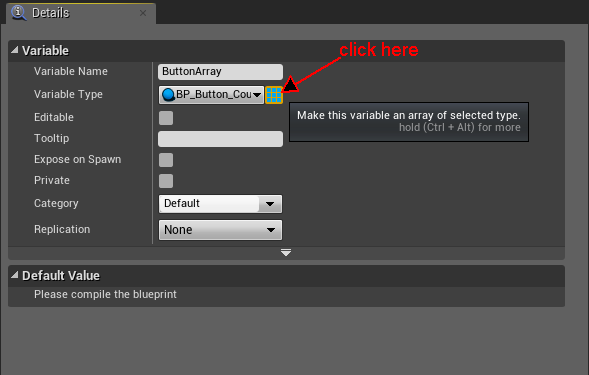 Details
click here
Variable
Variable Name ButtonArray
Variable Type BP_Button_Cou
Make this variable an array of selected type.
hold (Ctrl + Alt) for more
Editable
Tooltip
Expose on Spawn
Private
Category Default
Replication None
Default Value
Please compile the blueprint